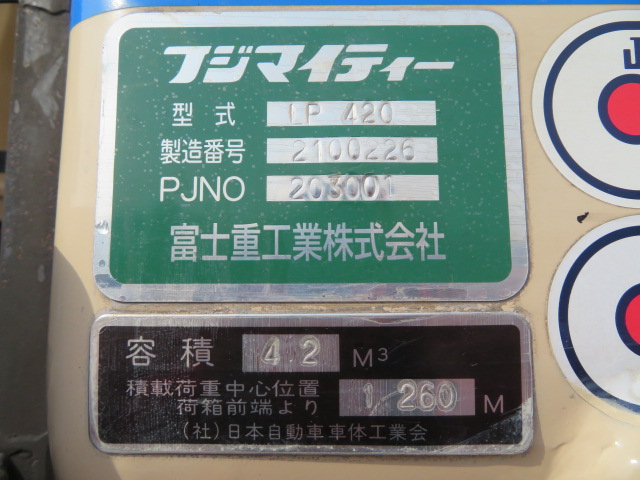 フジマイティー
型式 LP 420
製造番号 2100226
PJNO 203001
富士重工業株式会社
容積 4.2 M³
積載荷重中心位置
荷箱前端より 1,260 M
(社)日本自動車車体工業会